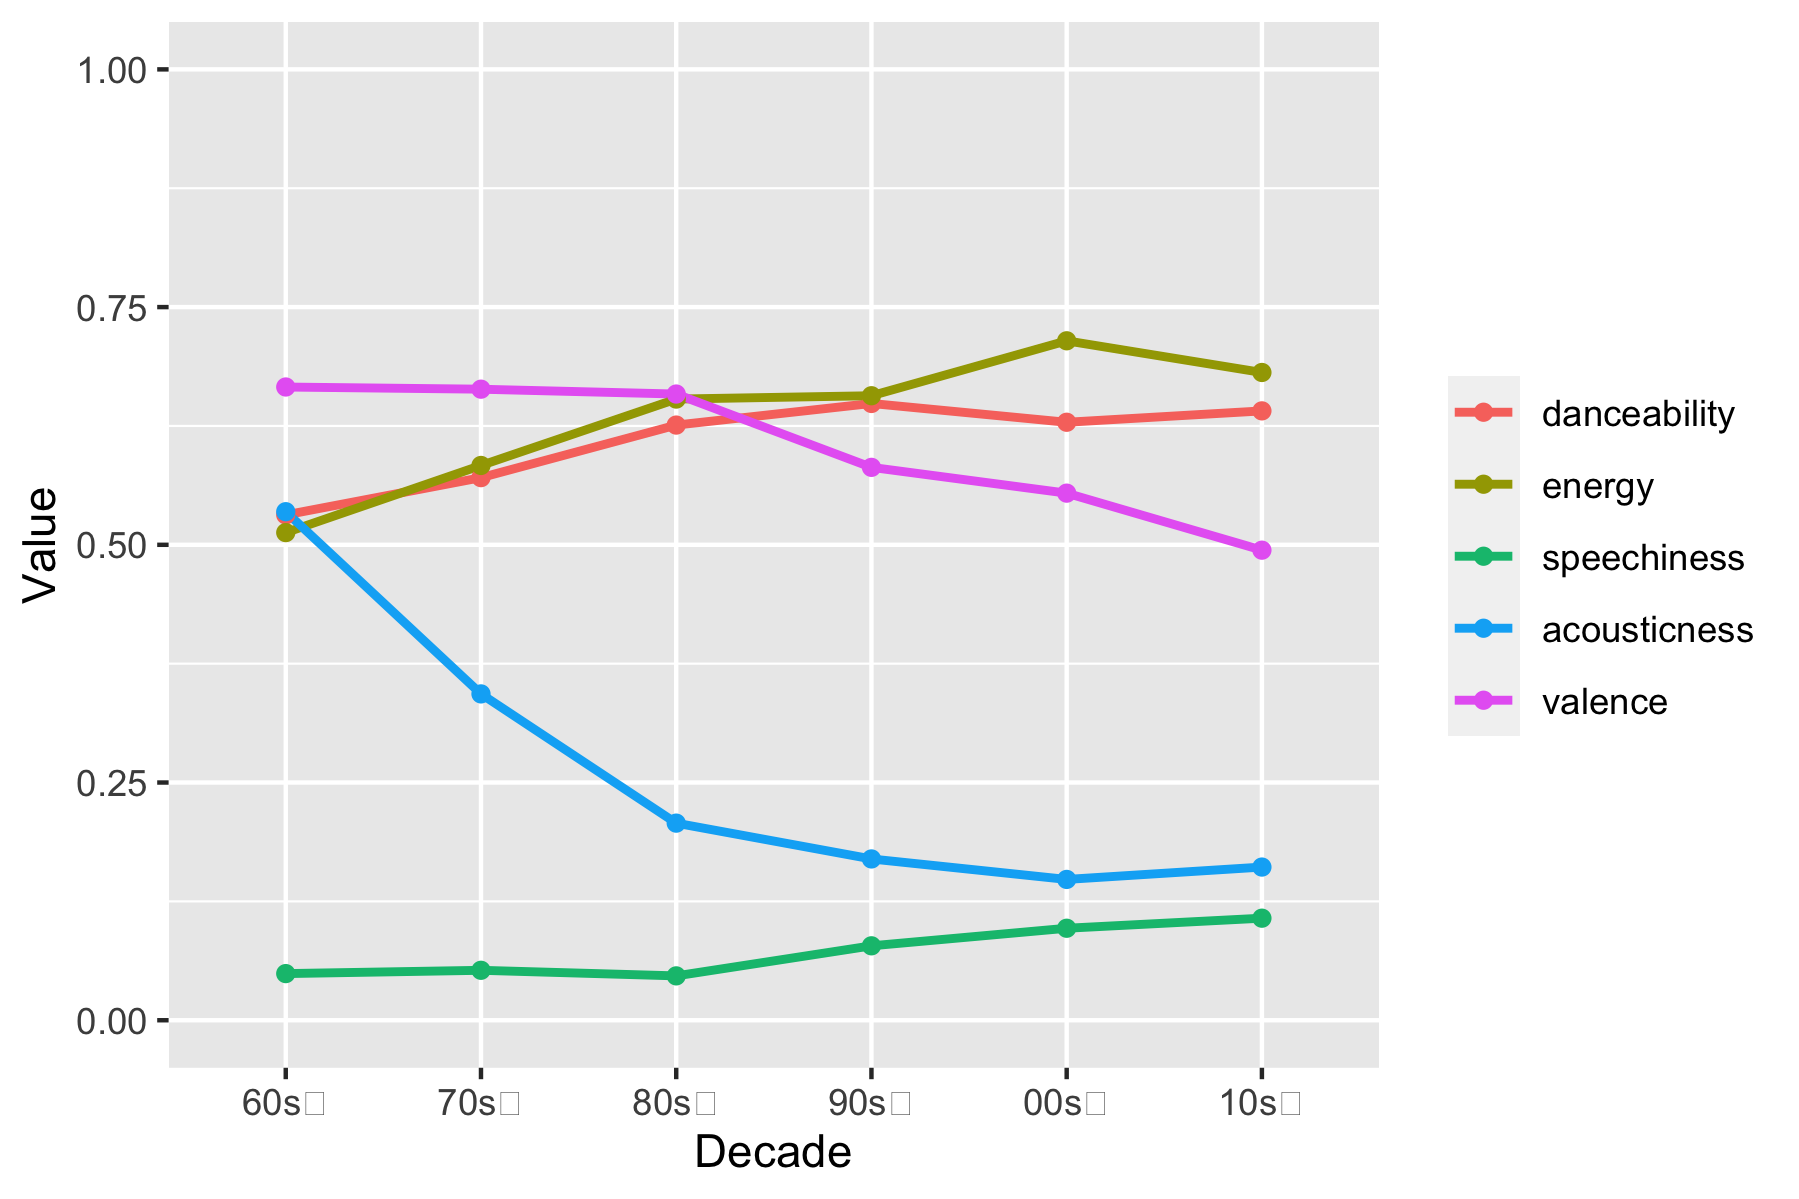 1.00
0.75
0.50
0.25
0.00
Value
60s□
70s□
80s□
90s□
00s□
10s□
Decade
danceability
energy
speechiness
acousticness
valence